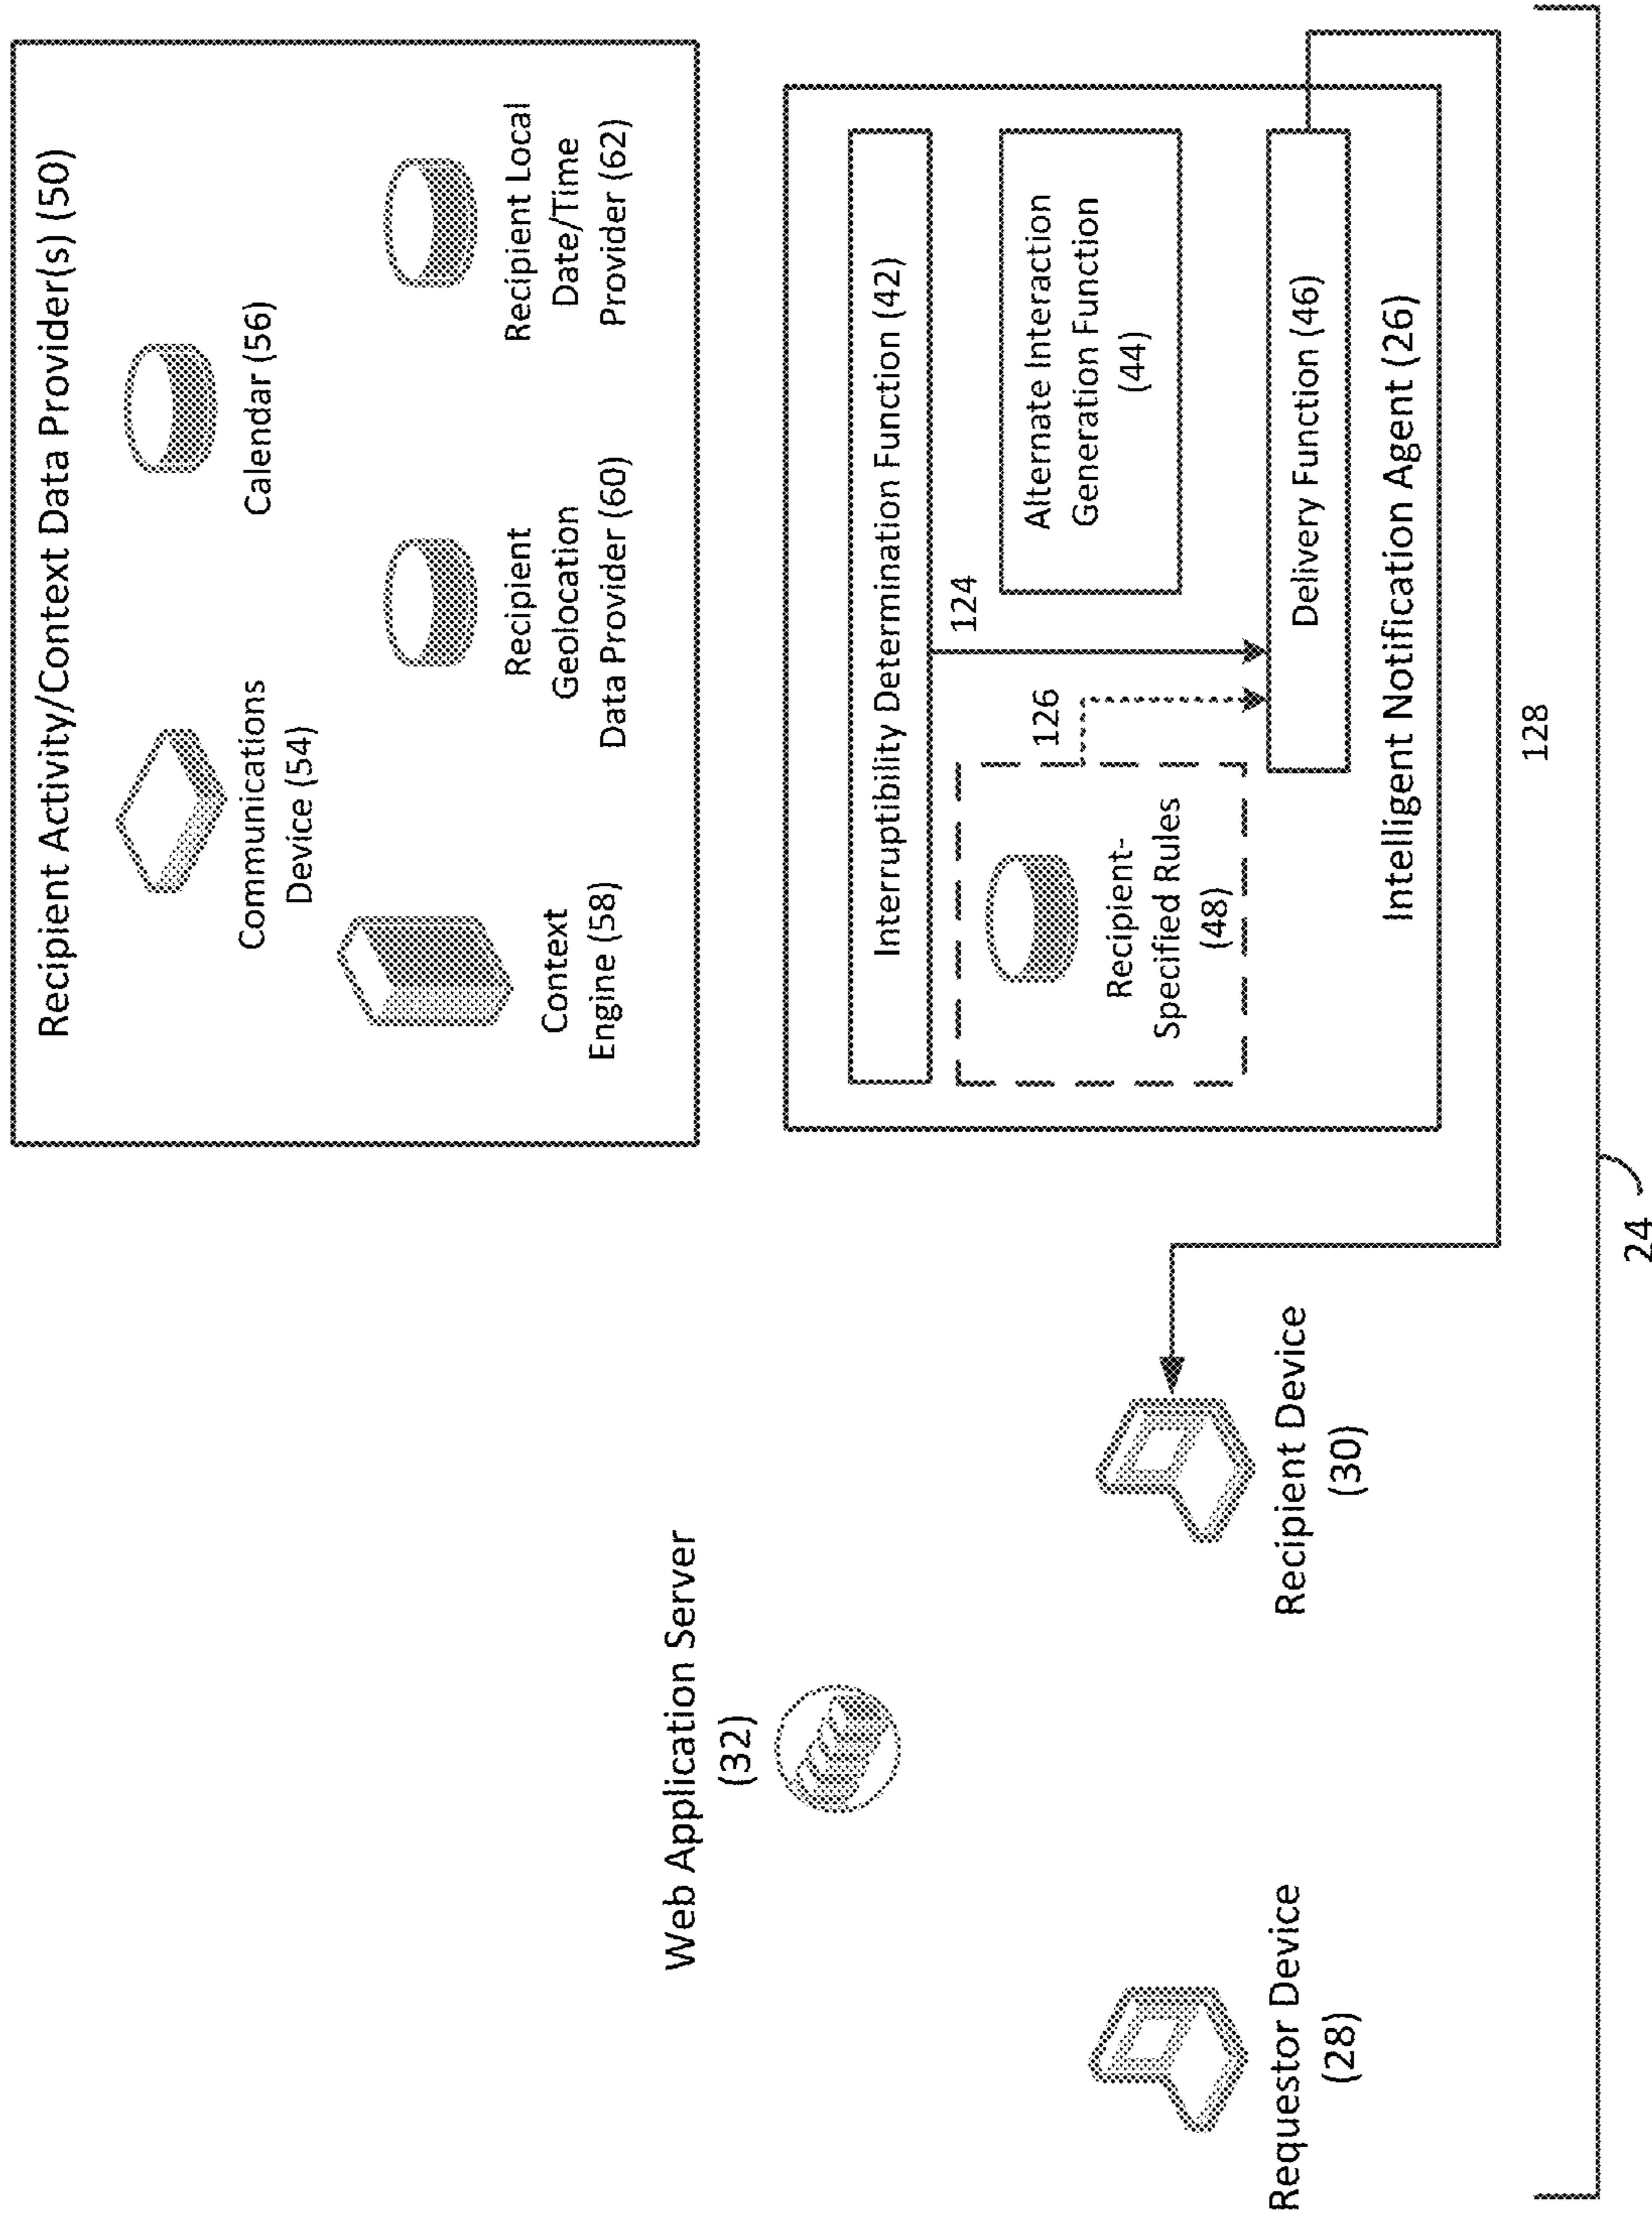 Recipient Activity/Context Data Provider(s) (50)
Communications
Device (54)
Calendar (56)
Context
Engine (58)
Recipient
Geolocation
Data Provider (60)
Recipient Local
Date/Time
Provider (62)
Web Application Server
(32)
Interruptibility Determination Function (42)
124
126
Recipient-
Specified Rules
(48)
Alternate Interaction
Generation Function
(44)
Delivery Function (46)
Intelligent Notification Agent (26)
Requestor Device
(28)
Recipient Device
(30)
128
24